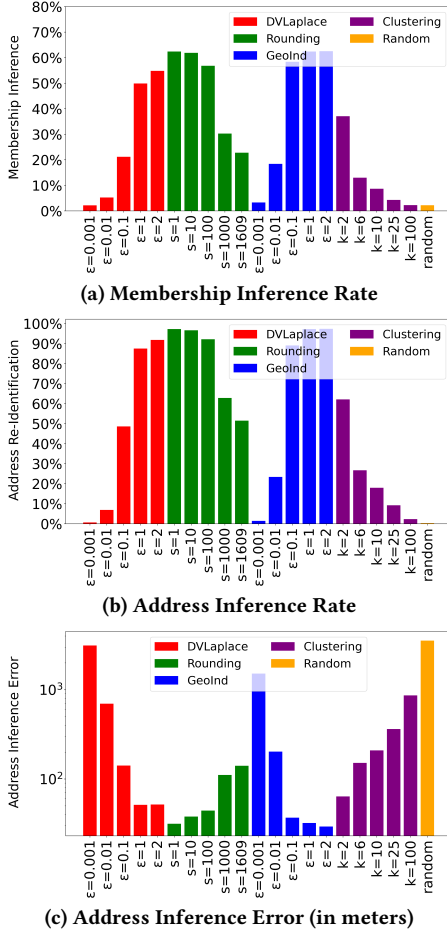 80%
70%
60%
50%
40%
30%
20%
10%
0%
Membership Inference
DVLaplace
Rounding
GeoInd
Clustering
Random
ε=0.001
ε=0.01
ε=0.1
ε=1
ε=2
s=1
s=10
s=100
s=1000
s=1609
ε=0.001
ε=0.01
ε=0.1
ε=1
ε=2
k=2
k=6
k=10
k=25
k=100
random
(a) Membership Inference Rate
100%
90%
80%
70%
60%
50%
40%
30%
20%
10%
0%
Address Re-Identification
DVLaplace
Rounding
GeoInd
Clustering
Random
ε=0.001
ε=0.01
ε=0.1
ε=1
ε=2
s=1
s=10
s=100
s=1000
s=1609
ε=0.001
ε=0.01
ε=0.1
ε=1
ε=2
k=2
k=6
k=10
k=25
k=100
random
(b) Address Inference Rate
10³
10²
Address Inference Error
DVLaplace
Rounding
GeoInd
Clustering
Random
ε=0.001
ε=0.01
ε=0.1
ε=1
ε=2
s=1
s=10
s=100
s=1000
s=1609
ε=0.001
ε=0.01
ε=0.1
ε=1
ε=2
k=2
k=6
k=10
k=25
k=100
random
(c) Address Inference Error (in meters)